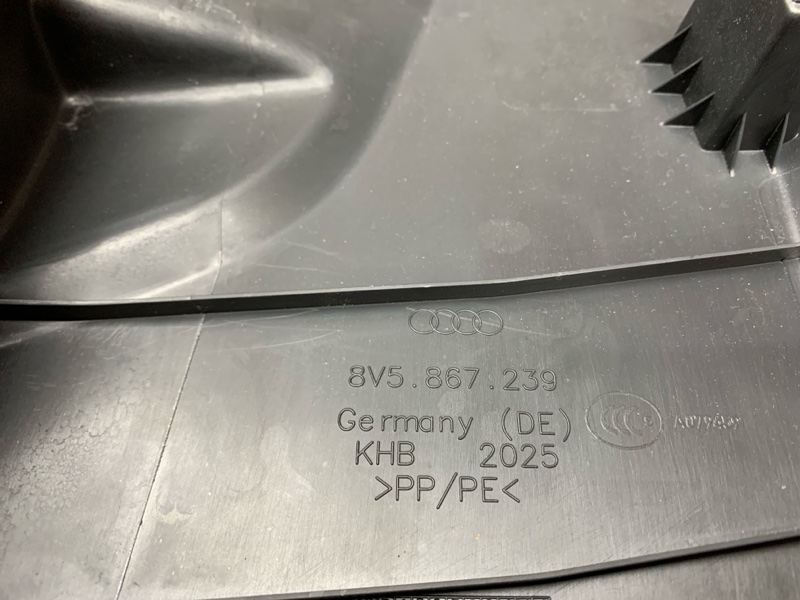 8V5.867.239
Germany (DE)
KHB 2025
>PP/PE<